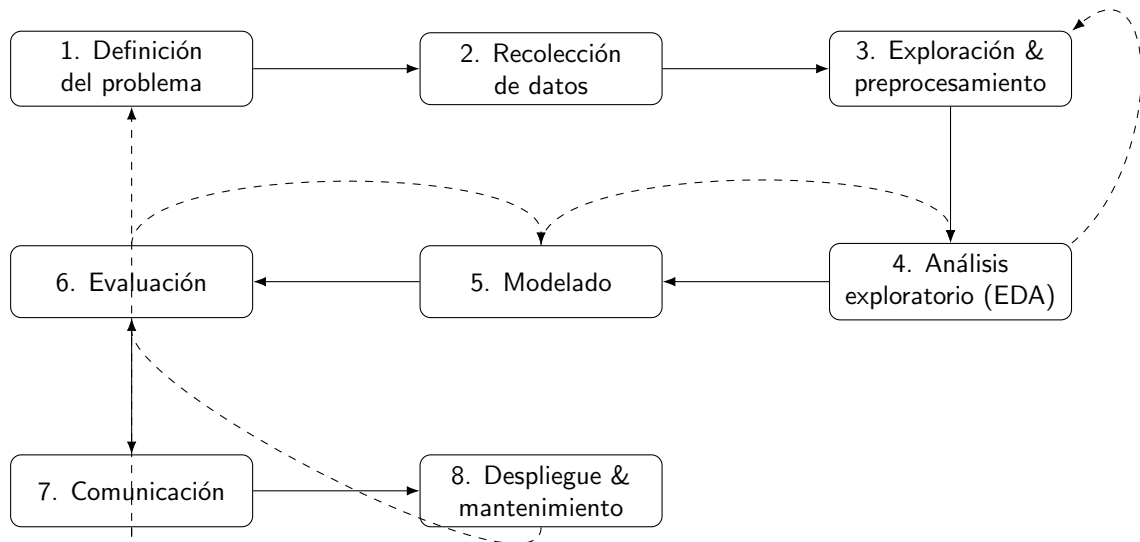 1. Definición
del problema
2. Recolección
de datos
3. Exploración &
preprocesamiento
4. Análisis
exploratorio (EDA)
5. Modelado
6. Evaluación
7. Comunicación
8. Despliegue &
mantenimiento